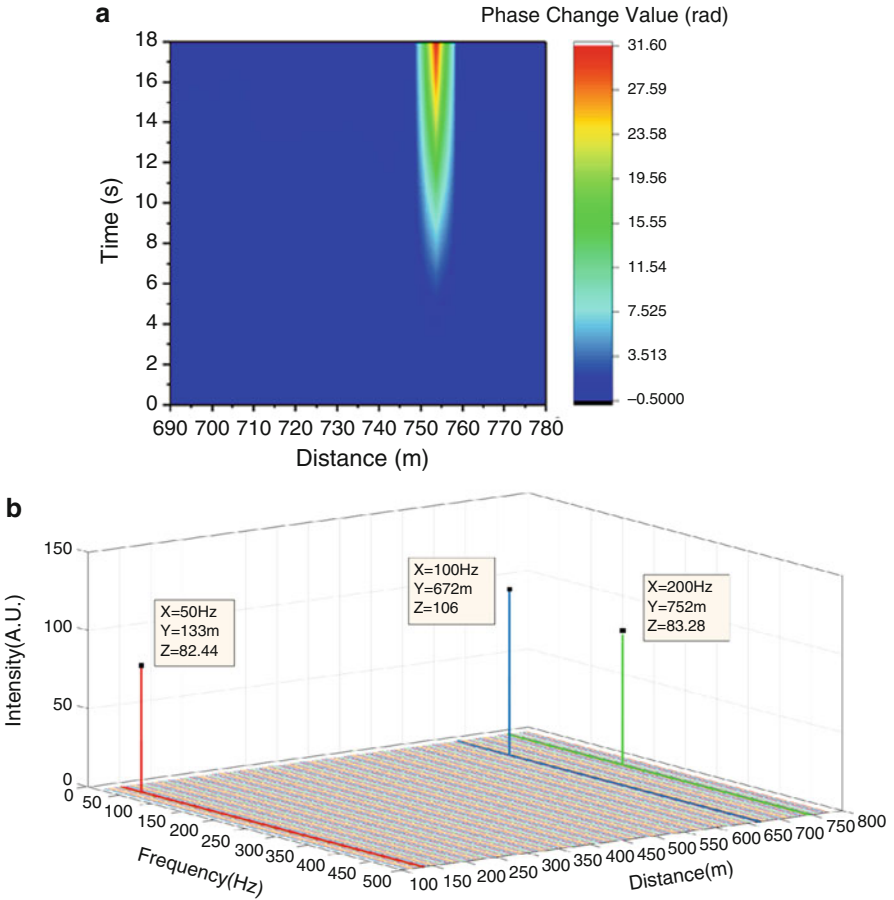 a
Phase Change Value (rad)
18
16
14
12
10
8
6
4
2
0
Time (s)
690 700 710 720 730 740 750 760 770 780
Distance (m)
31.60
27.59
23.58
19.56
15.55
11.54
7.525
3.513
–0.5000
b
150
100
50
0
Intensity(A.U.)
X=50Hz
Y=133m
Z=82.44
X=100Hz
Y=672m
Z=106
X=200Hz
Y=752m
Z=83.28
0 50 100 150 200 250 300 350 400 450 500
Frequency(Hz)
100 150 200 250 300 350 400 450 500 550 600 650 700 750 800
Distance(m)